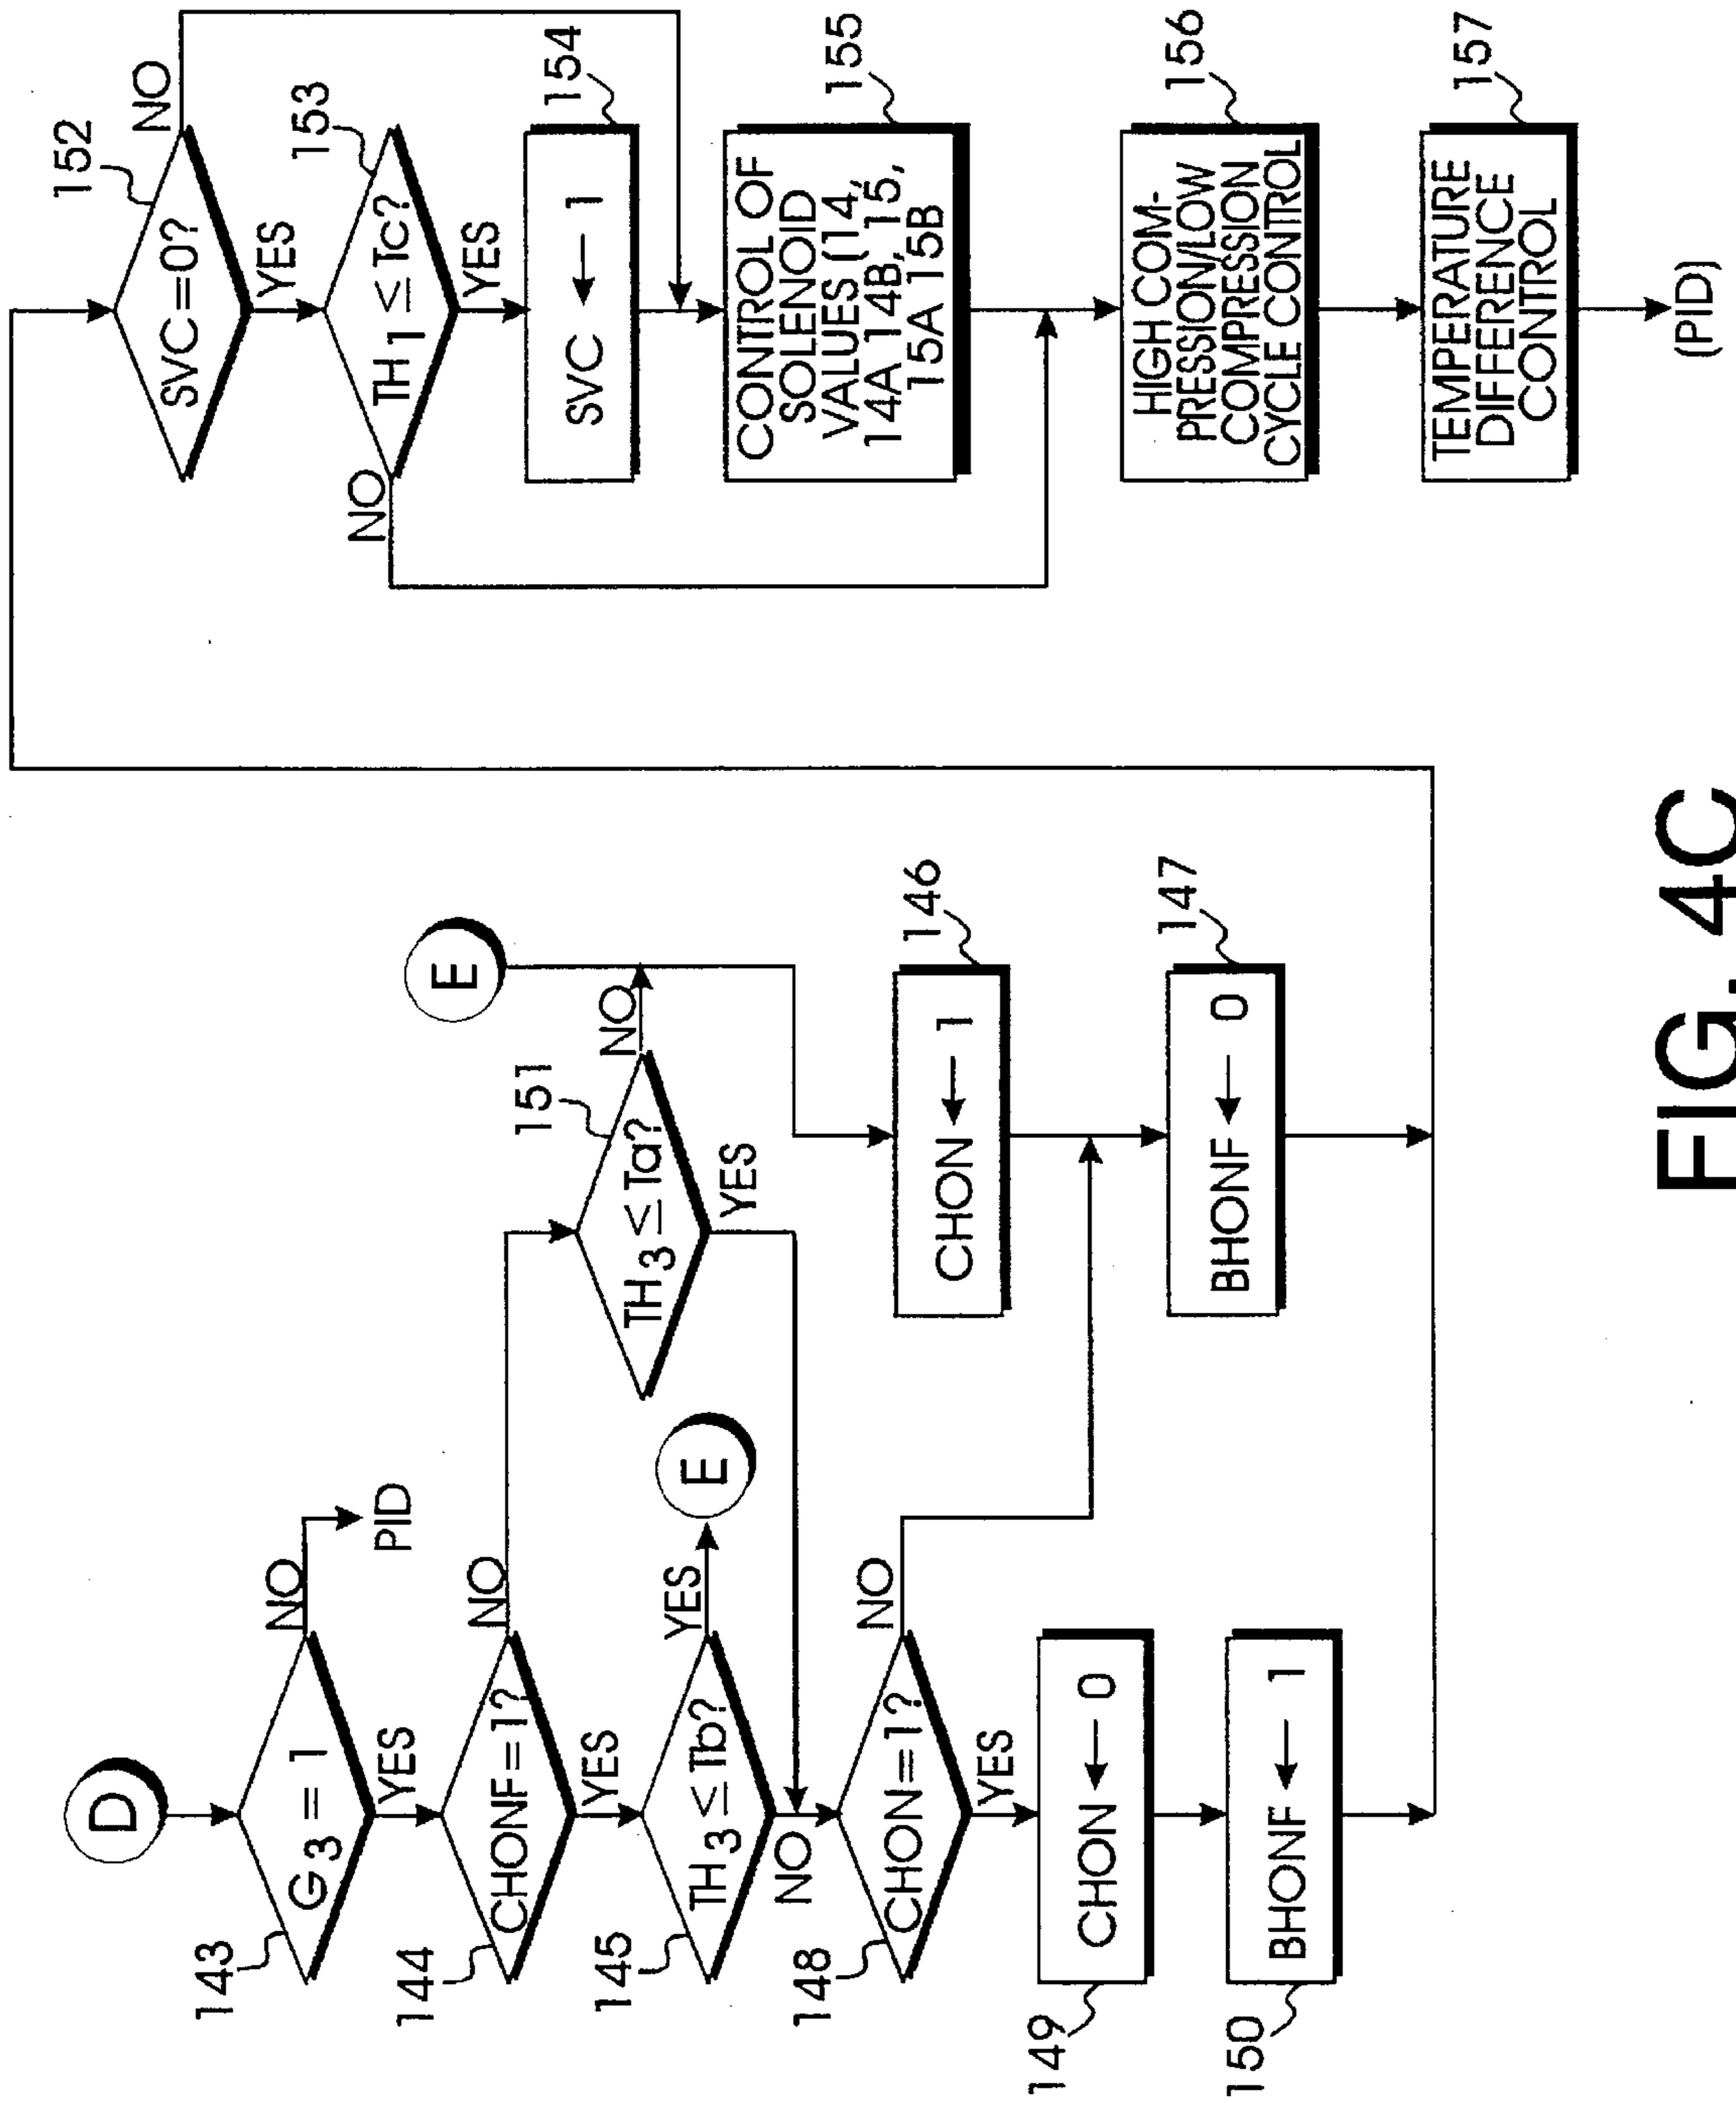 D
143
G3 = 1
NO
PID
YES
144
CHONF=1?
NO
YES
145
TH3 ≤Tb?
YES
E
NO
151
TH3 ≤Ta?
NO
YES
E
148
CHON=1?
NO
YES
149
CHON ← 0
150
BHONF ← 1
146
CHON ← 1
147
BHONF ← 0
152
SVC=0?
NO
YES
153
TH1 ≤Tc?
NO
YES
154
SVC ← 1
155
CONTROL OF
SOLENOID
VALUES (14,
14A 14B, 15,
15A 15B
156
HIGH COM-
PRESSION/LOW
COMPRESSION
CYCLE CONTROL
157
TEMPERATURE
DIFFERENCE
CONTROL
(PID)
FIG. 4C